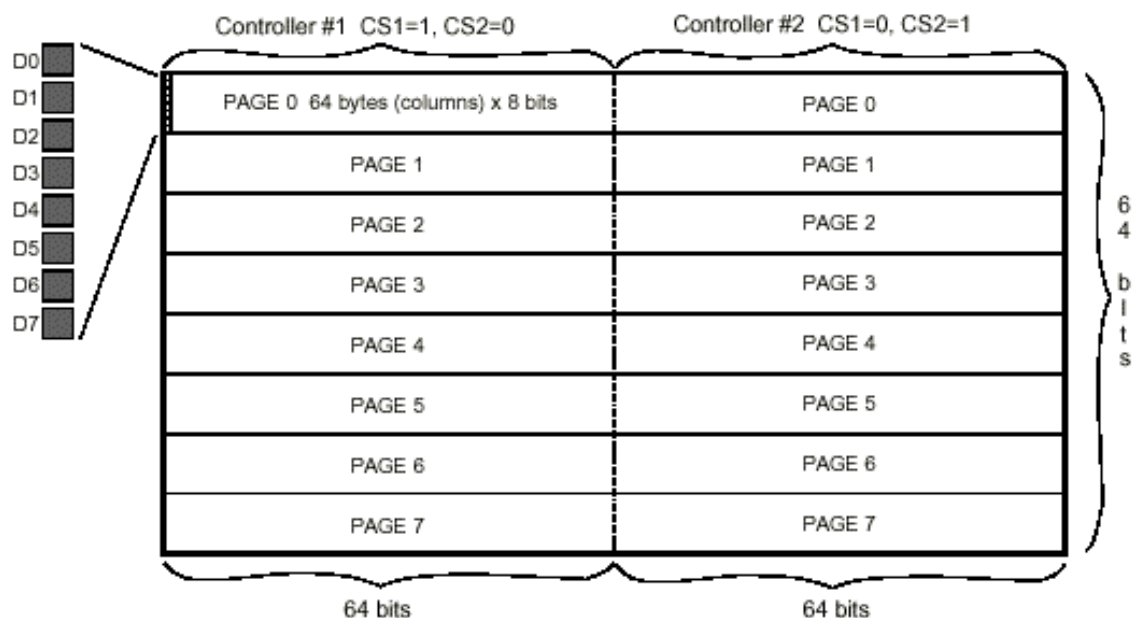 Controller #1 CS1=1, CS2=0
Controller #2 CS1=0, CS2=1
D0
D1
D2
D3
D4
D5
D6
D7
PAGE 0 64 bytes (columns) x 8 bits
PAGE 0
PAGE 1
PAGE 1
PAGE 2
PAGE 2
PAGE 3
PAGE 3
PAGE 4
PAGE 4
PAGE 5
PAGE 5
PAGE 6
PAGE 6
PAGE 7
PAGE 7
64 bIts
64 bits
64 bits